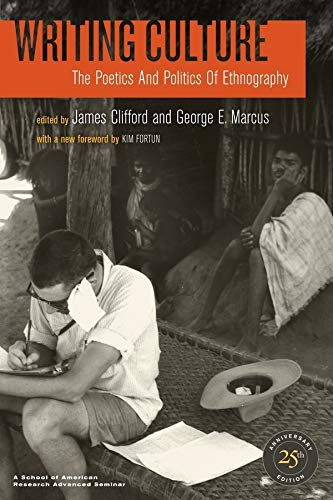 WRITING CULTURE
The Poetics And Politics Of Ethnography
edited by James Clifford and George E. Marcus
with a new foreword by KIM FORTUN
ANNIVERSARY
25th
EDITION
A School of American
Research Advanced Seminar